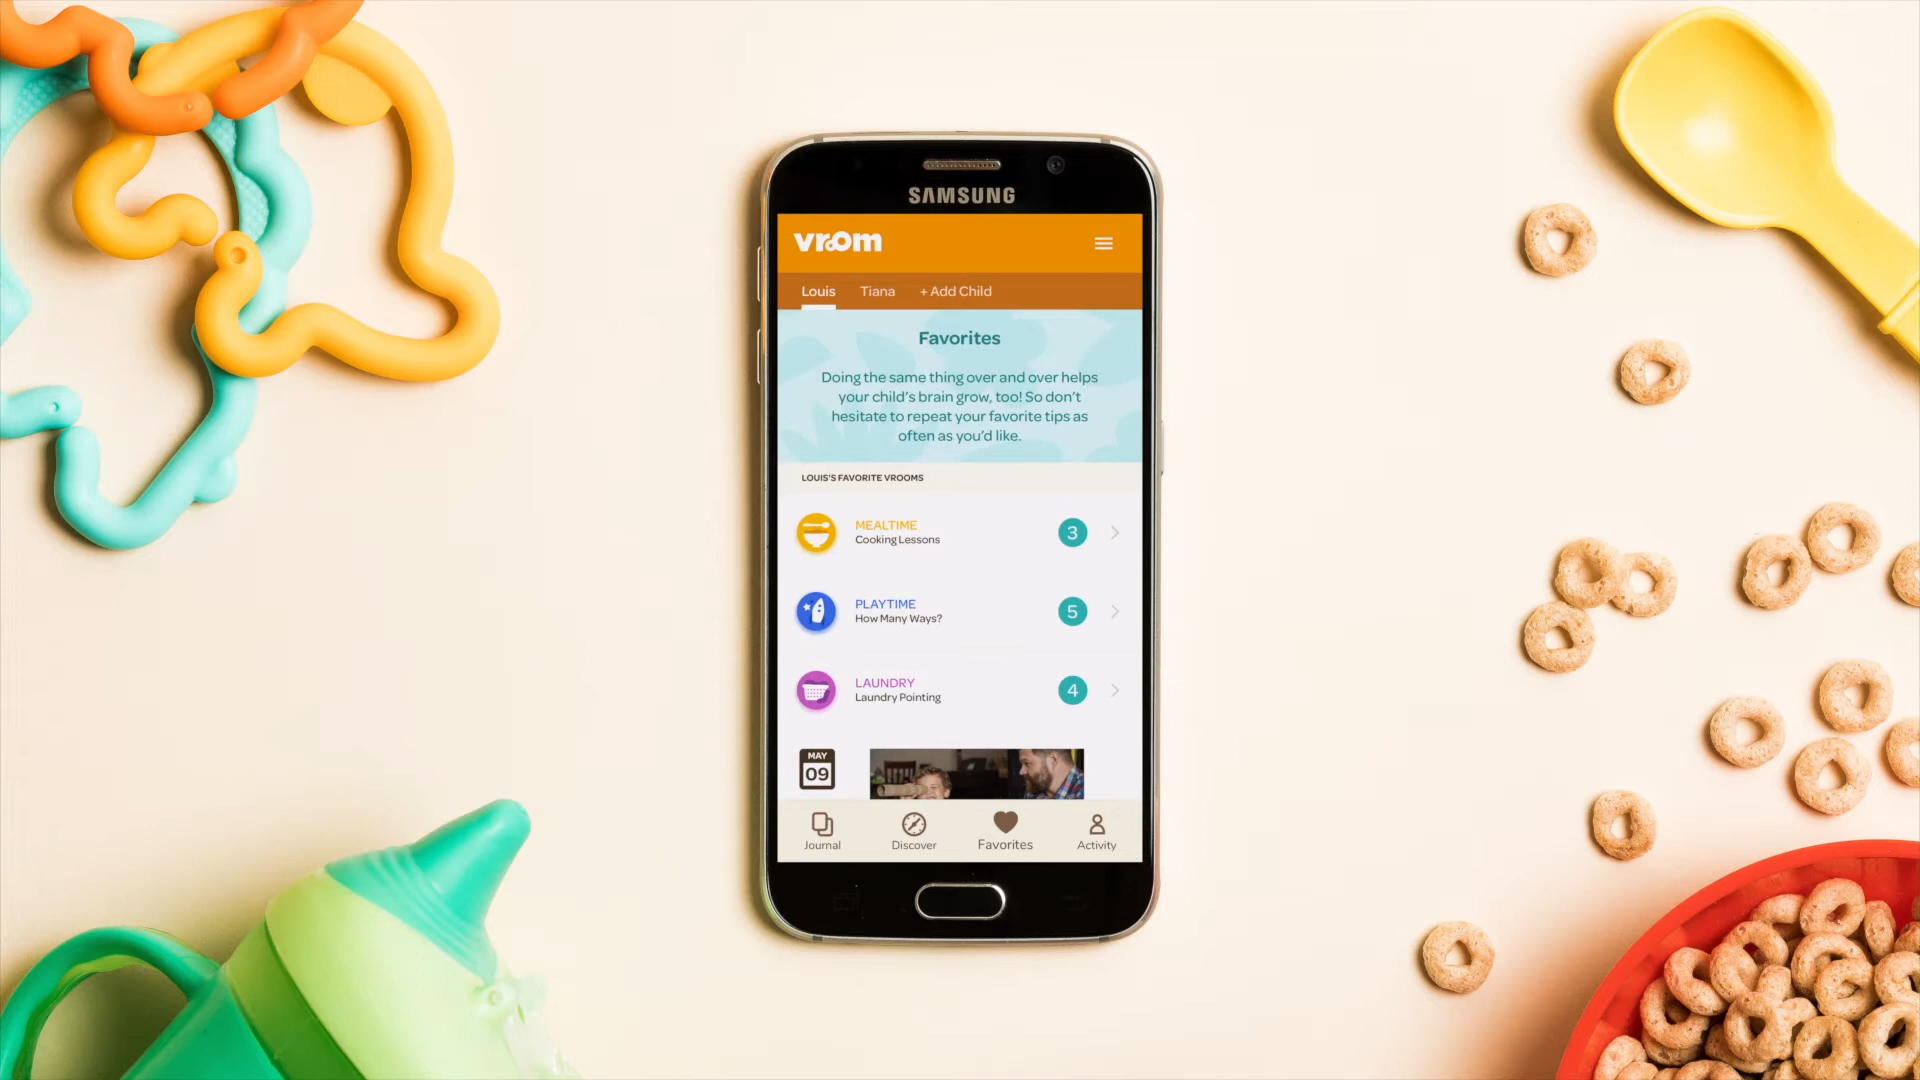 SAMSUNG
vroom
Louis Tiana + Add Child
Favorites
Doing the same thing over and over helps
your child's brain grow, too! So don't
hesitate to repeat your favorite tips as
often as you'd like.
LOUIS'S FAVORITE VROOMS
MEALTIME
Cooking Lessons
3
PLAYTIME
How Many Ways?
5
LAUNDRY
Laundry Pointing
4
MAY
09
Journal Discover Favorites Activity